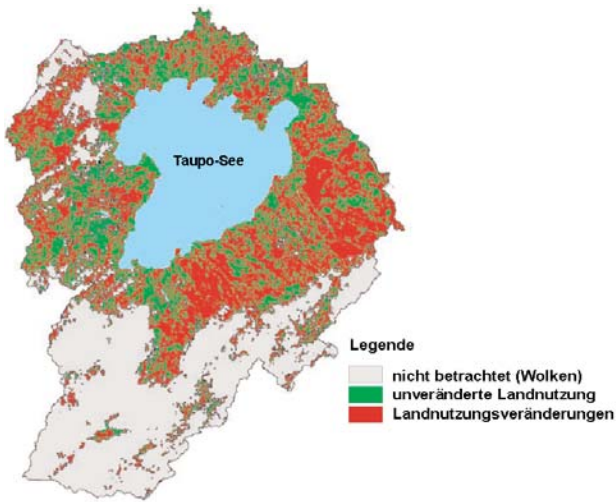 Taupo-See
Legende
nicht betrachtet (Wolken)
unveränderte Landnutzung
Landnutzungsveränderungen